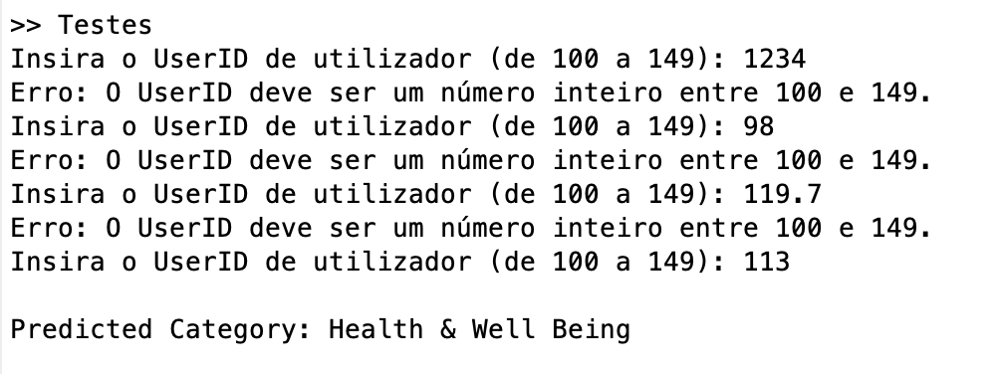 >> Testes
Insira o UserID de utilizador (de 100 a 149): 1234
Erro: O UserID deve ser um número inteiro entre 100 e 149.
Insira o UserID de utilizador (de 100 a 149): 98
Erro: O UserID deve ser um número inteiro entre 100 e 149.
Insira o UserID de utilizador (de 100 a 149): 119.7
Erro: O UserID deve ser um número inteiro entre 100 e 149.
Insira o UserID de utilizador (de 100 a 149): 113
Predicted Category: Health & Well Being